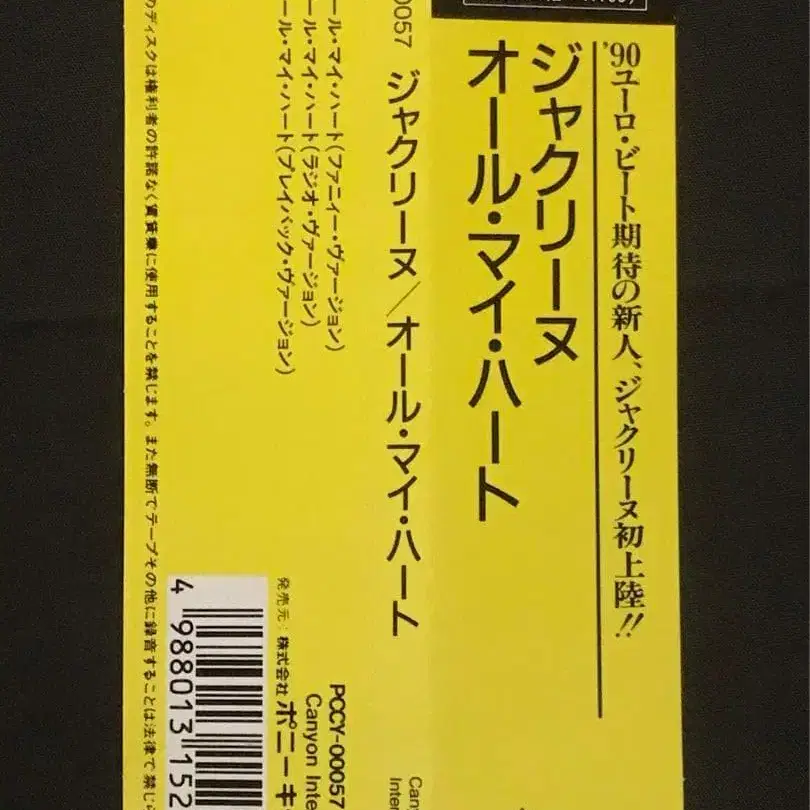 '90ユーロ・ビート期待の新人、ジャクリーヌ初上陸!!
ジャクリーヌ
オール・マイ・ハート
0057 ジャクリーヌ/オール・マイ・ハート
ール・マイ・ハート(ファニィー・ヴァージョン)
ール・マイ・ハート(ラジオ・ヴァージョン)
ール・マイ・ハート(プレイバック・ヴァージョン)
PCCY-00057
Canyon Inte
発売元:株式会社ポニーキ
Can
Inter
4 988013 152
のディスクは権利者の許諾なく賃貸業に使用することを禁じます。また無断でテープその他に録音することは法律で禁じら